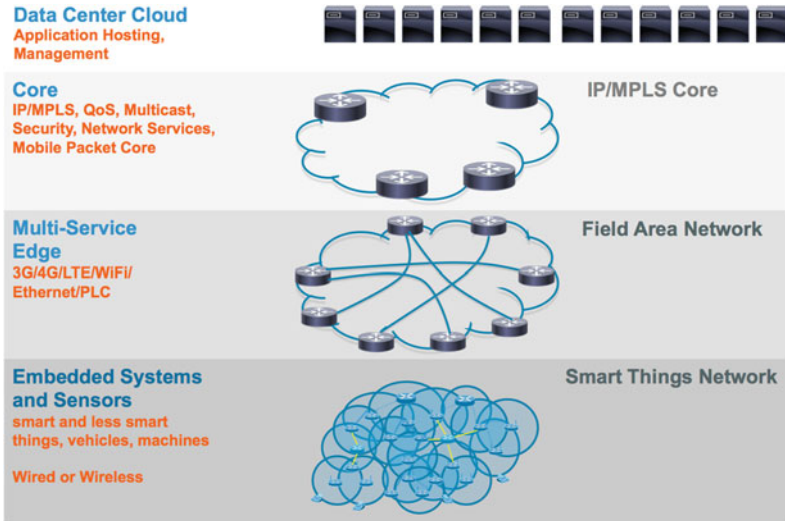 Data Center Cloud
Application Hosting,
Management
Core
IP/MPLS Core
IP/MPLS, QoS, Multicast,
Security, Network Services,
Mobile Packet Core
Multi-Service
Edge
Field Area Network
3G/4G/LTE/WiFi/
Ethernet/PLC
Embedded Systems
and Sensors
Smart Things Network
smart and less smart
things, vehicles, machines
Wired or Wireless